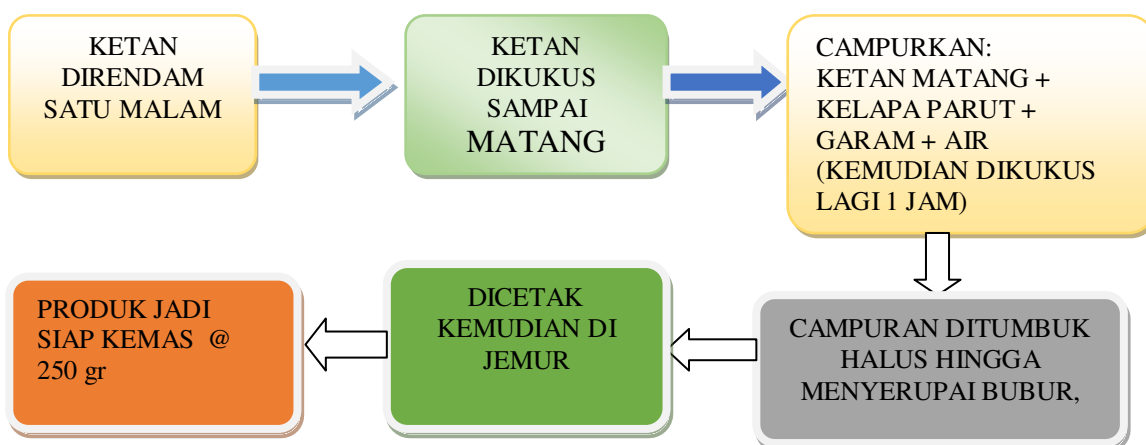 KETAN
DIRENDAM
SATU MALAM
KETAN
DIKUKUS
SAMPAI
MATANG
CAMPURKAN:
KETAN MATANG +
KELAPA PARUT +
GARAM + AIR
(KEMUDIAN DIKUKUS
LAGI 1 JAM)
CAMPURAN DITUMBUK
HALUS HINGGA
MENYERUPAI BUBUR,
DICETAK
KEMUDIAN DI
JEMUR
PRODUK JADI
SIAP KEMAS @
250 gr